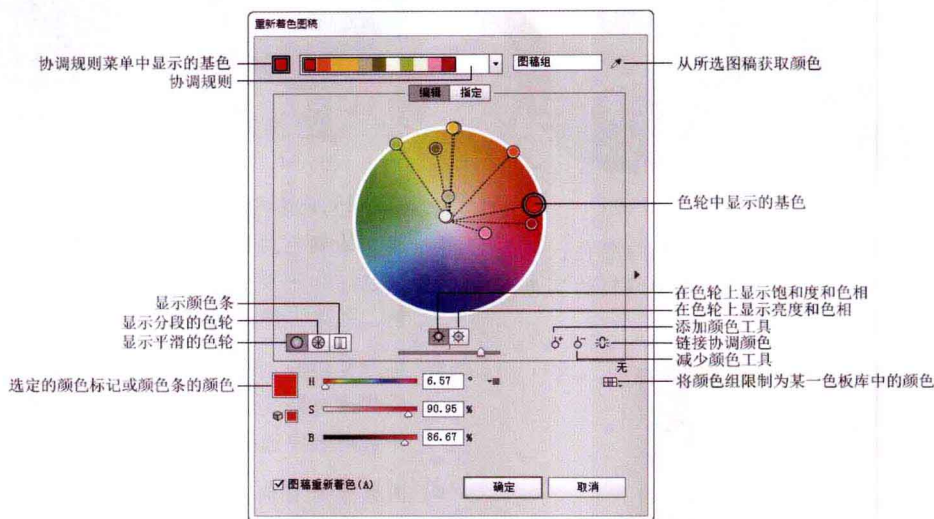 重新着色图稿
协调规则菜单中显示的基色
协调规则
图稿组
从所选图稿获取颜色
编辑
指定
色轮中显示的基色
显示颜色条
显示分段的色轮
显示平滑的色轮
在色轮上显示饱和度和色相
在色轮上显示亮度和色相
添加颜色工具
链接协调颜色
减少颜色工具
无
将颜色组限制为某一色板库中的颜色
选定的颜色标记或颜色条的颜色
H 6.57 °
S 90.95 %
B 86.67 %
图稿重新着色(A)
确定
取消